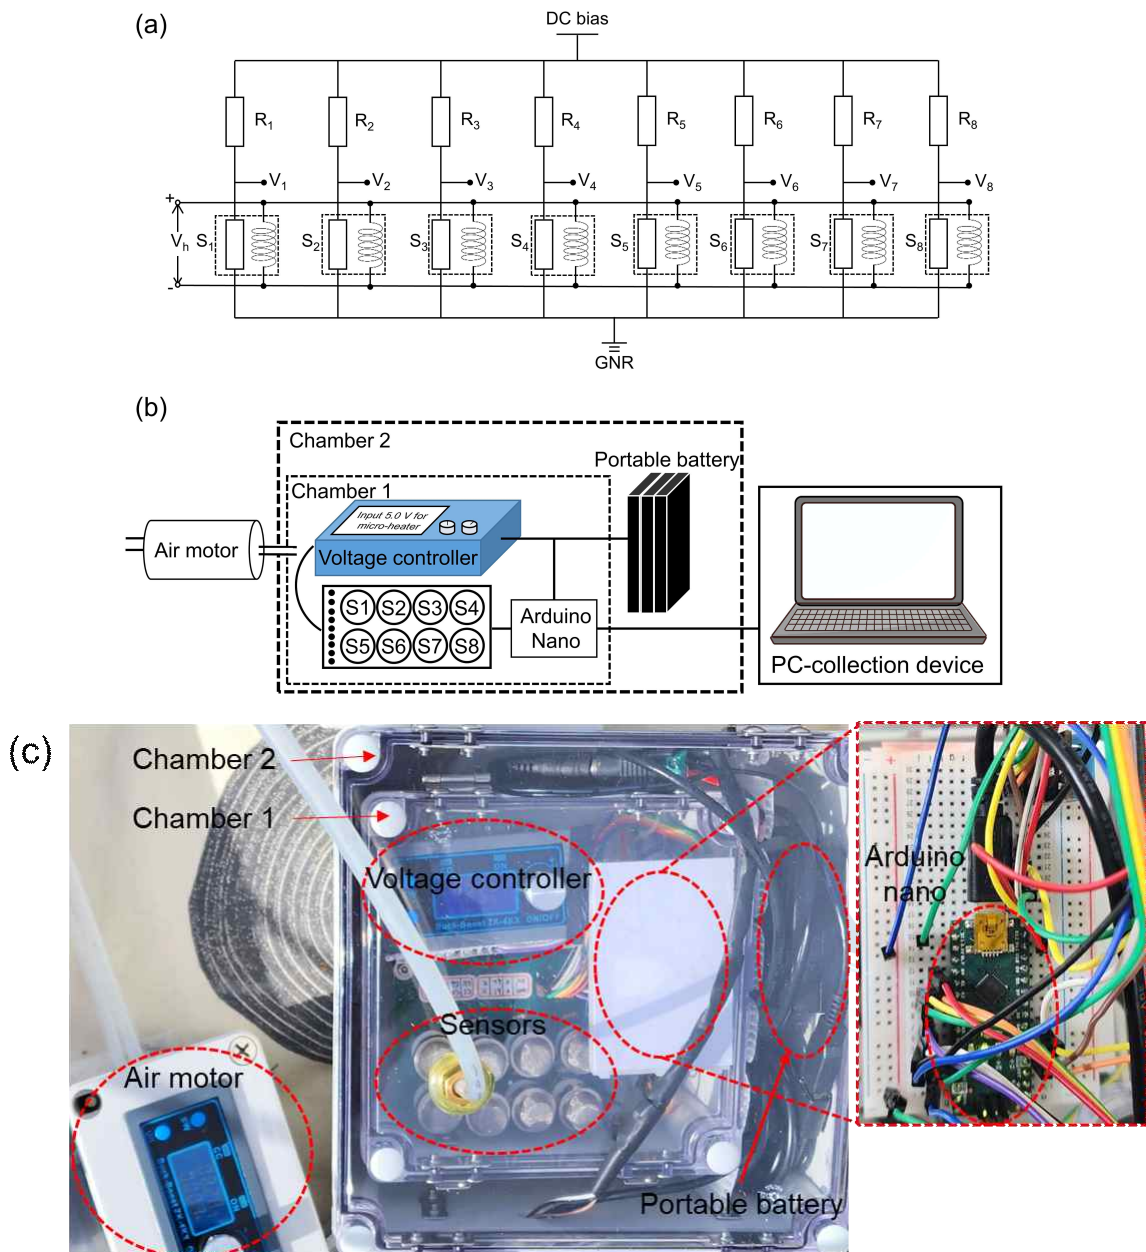 (a)
DC bias
R1 R2 R3 R4 R5 R6 R7 R8
V1 V2 V3 V4 V5 V6 V7 V8
+
Vh
S1 S2 S3 S4 S5 S6 S7 S8
-
GNR
(b)
Chamber 2
Portable battery
Chamber 1
Input 5.0 V for
micro-heater
Air motor
Voltage controller
S1 S2 S3 S4
S5 S6 S7 S8
Arduino
Nano
PC-collection device
(c)
Chamber 2
Chamber 1
Voltage controller
Arduino
nano
Sensors
Air motor
Portable battery